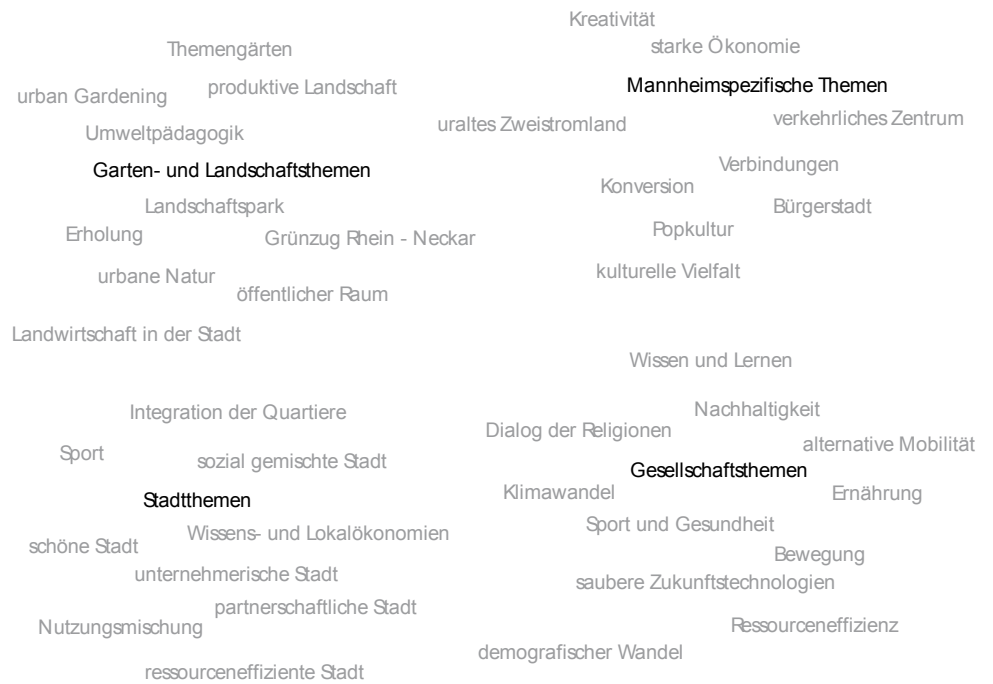 Themengärten
urban Gardening
produktive Landschaft
Umweltpädagogik
Garten- und Landschaftsthemen
Landschaftspark
Erholung
Grünzug Rhein - Neckar
urbane Natur
öffentlicher Raum
Landwirtschaft in der Stadt
Kreativität
starke Ökonomie
Mannheimspezifische Themen
uraltes Zweistromland
verkehrliches Zentrum
Verbindungen
Konversion
Bürgerstadt
Popkultur
kulturelle Vielfalt
Integration der Quartiere
Sport
sozial gemischte Stadt
Stadtthemen
Wissens- und Lokalökonomien
schöne Stadt
unternehmerische Stadt
partnerschaftliche Stadt
Nutzungsmischung
ressourceneffiziente Stadt
Wissen und Lernen
Nachhaltigkeit
Dialog der Religionen
alternative Mobilität
Gesellschaftsthemen
Klimawandel
Ernährung
Sport und Gesundheit
Bewegung
saubere Zukunftstechnologien
Ressourceneffizienz
demografischer Wandel